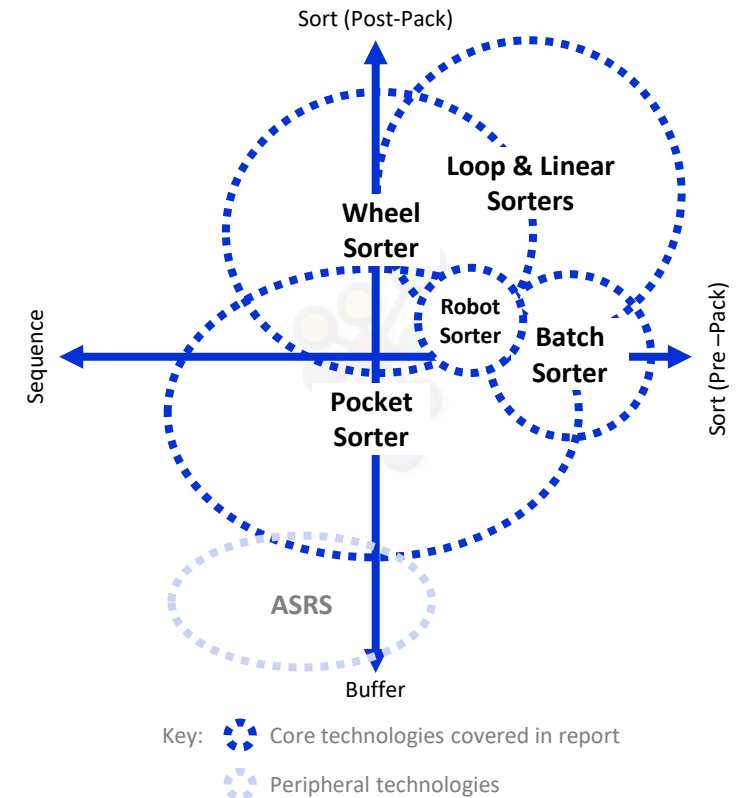 Sort (Post-Pack)
Loop & Linear
Sorters
Wheel
Sorter
Robot
Sorter
Batch
Sorter
Sequence
Sort (Pre –Pack)
Pocket
Sorter
ASRS
Buffer
Key:
Core technologies covered in report
Peripheral technologies